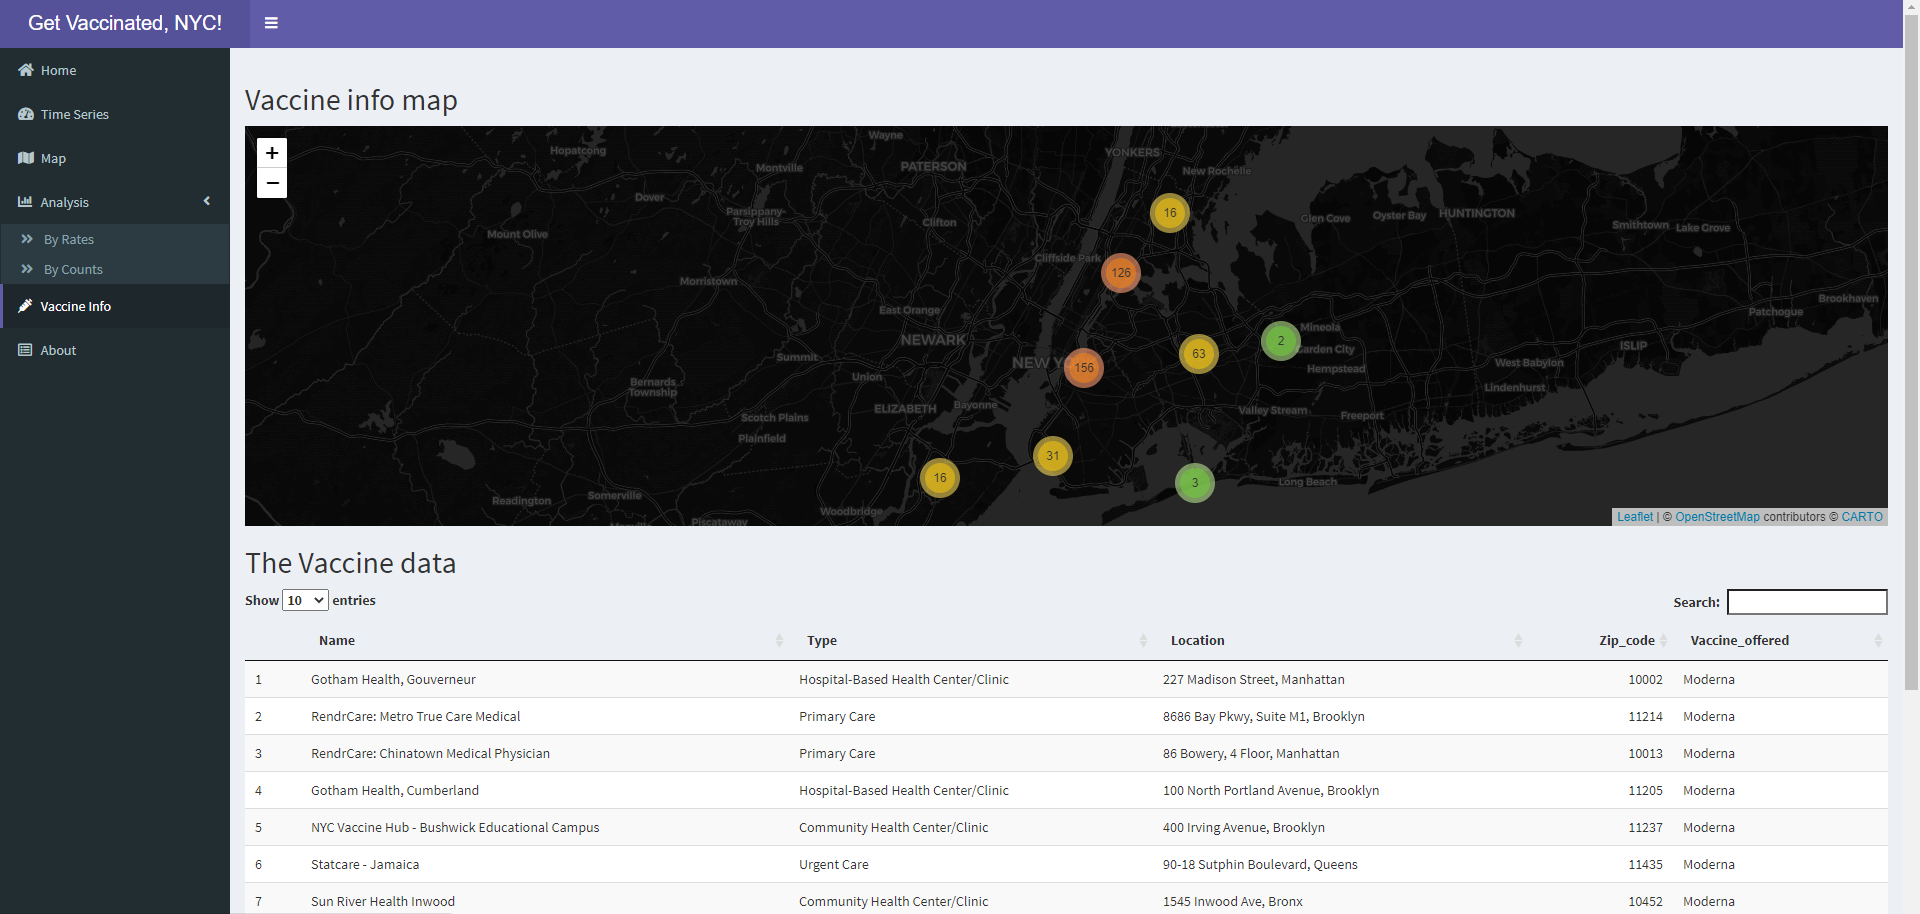 Get Vaccinated, NYC!
Home
Time Series
Map
Analysis
By Rates
By Counts
Vaccine Info
About
Vaccine info map
+
−
Wayne
Hopatcong
Montville
PATERSON
YONKERS
New Rochelle
Dover
Parsippany-
Troy Hills
Clifton
16
Glen Cove
Oyster Bay
HUNTINGTON
Smithtown
Lake Grove
Mount Olive
Cliffside Park
126
Morristown
East Orange
Brookhaven
Patchogue
NEWARK
NEW Y
156
63
2
Mineola
Garden City
ISLIP
Summit
Union
Hempstead
West Babylon
Lindenhurst
Bernards
Township
Scotch Plains
ELIZABETH
Bayonne
Valley Stream
Freeport
Plainfield
31
16
3
Long Beach
Readington
Somerville
Woodbridge
Piscataway
Leaflet | © OpenStreetMap contributors © CARTO
The Vaccine data
Show 10 entries
Search:
Name Type Location Zip_code Vaccine_offered
1 Gotham Health, Gouverneur Hospital-Based Health Center/Clinic 227 Madison Street, Manhattan 10002 Moderna
2 RendrCare: Metro True Care Medical Primary Care 8686 Bay Pkwy, Suite M1, Brooklyn 11214 Moderna
3 RendrCare: Chinatown Medical Physician Primary Care 86 Bowery, 4 Floor, Manhattan 10013 Moderna
4 Gotham Health, Cumberland Hospital-Based Health Center/Clinic 100 North Portland Avenue, Brooklyn 11205 Moderna
5 NYC Vaccine Hub - Bushwick Educational Campus Community Health Center/Clinic 400 Irving Avenue, Brooklyn 11237 Moderna
6 Statcare - Jamaica Urgent Care 90-18 Sutphin Boulevard, Queens 11435 Moderna
7 Sun River Health Inwood Community Health Center/Clinic 1545 Inwood Ave, Bronx 10452 Moderna